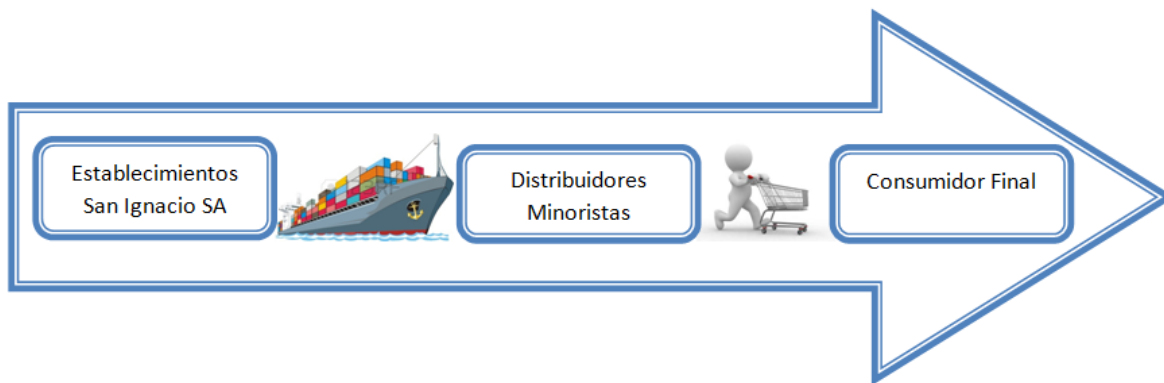 Establecimientos
San Ignacio SA
Distribuidores
Minoristas
Consumidor Final